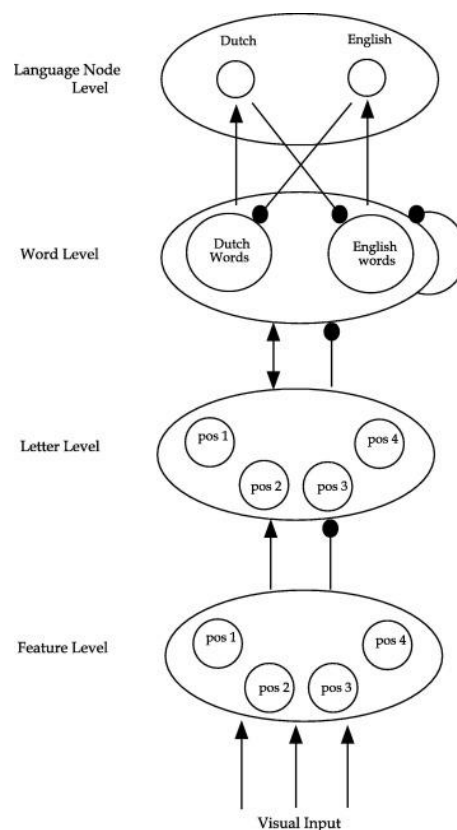 Dutch English
Language Node
Level
Word Level
Dutch
Words
English
words
Letter Level
pos 1
pos 4
pos 2
pos 3
Feature Level
pos 1
pos 4
pos 2
pos 3
Visual Input